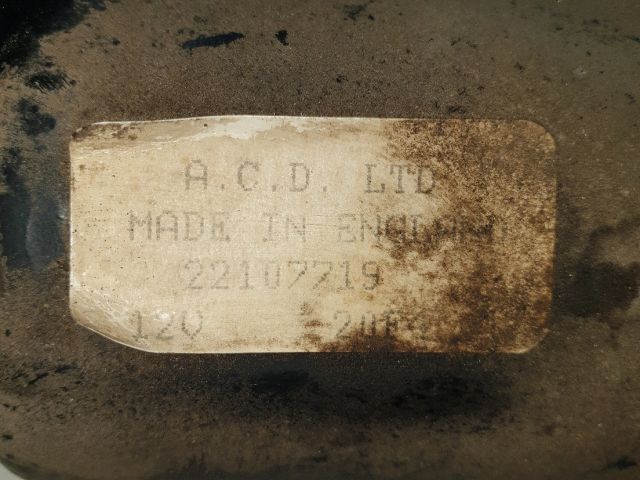 A.C.D. LTD
MADE IN ENGLAND
22107719
12V